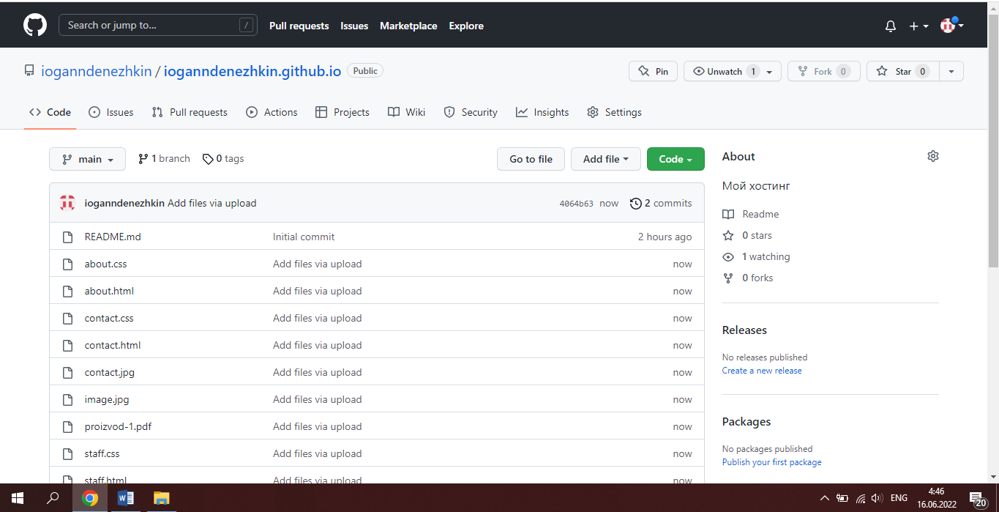 Search or jump to... /
Pull requests Issues Marketplace Explore
ioganndenezhkin / ioganndenezhkin.github.io Public
Pin Unwatch 1 Fork 0 Star 0
Code Issues Pull requests Actions Projects Wiki Security Insights Settings
main 1 branch 0 tags Go to file Add file Code
ioganndenezhkin Add files via upload 4064b63 now 2 commits
README.md Initial commit 2 hours ago
about.css Add files via upload now
about.html Add files via upload now
contact.css Add files via upload now
contact.html Add files via upload now
contact.jpg Add files via upload now
image.jpg Add files via upload now
proizvod-1.pdf Add files via upload now
staff.css Add files via upload now
staff.html Add files via upload now
About
Мой хостинг
Readme
0 stars
1 watching
0 forks
Releases
No releases published
Create a new release
Packages
No packages published
Publish your first package
W
ENG
4:46
16.06.2022
20